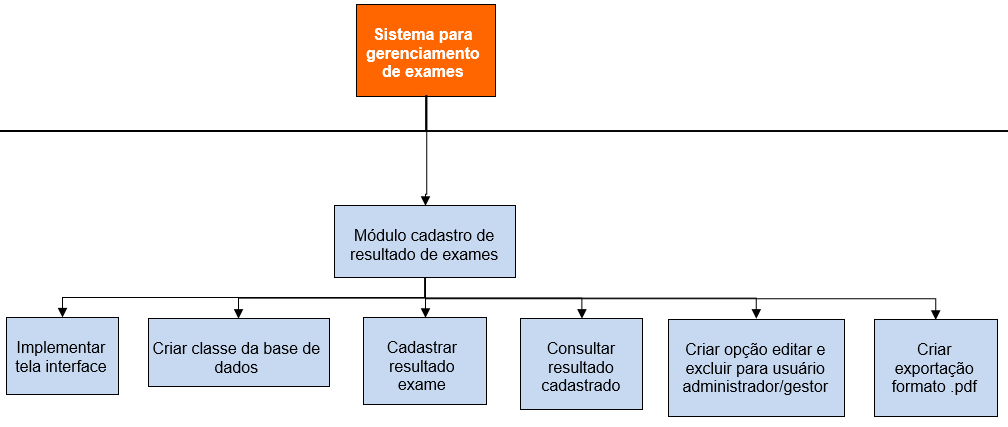 Sistema para
gerenciamento
de exames
Módulo cadastro de
resultado de exames
Implementar
tela interface
Criar classe da base de
dados
Cadastrar
resultado
exame
Consultar
resultado
cadastrado
Criar opção editar e
excluir para usuário
administrador/gestor
Criar
exportação
formato .pdf